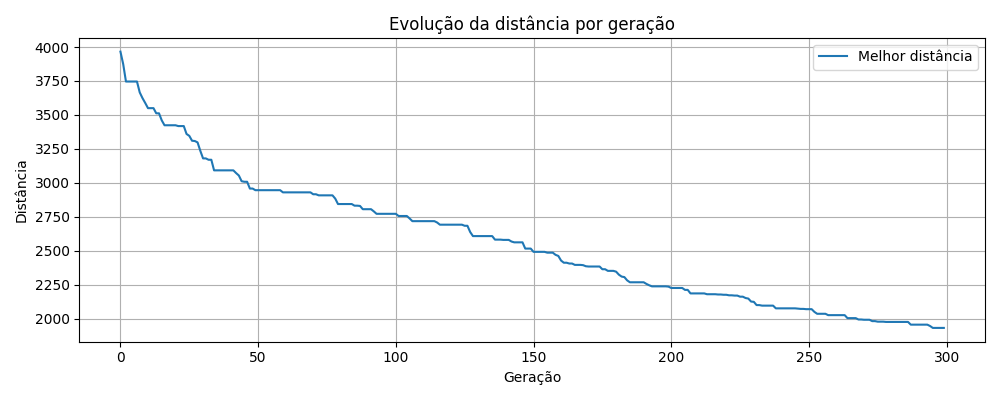 Evolução da distância por geração
Melhor distância
Distância
4000
3750
3500
3250
3000
2750
2500
2250
2000
0 50 100 150 200 250 300
Geração